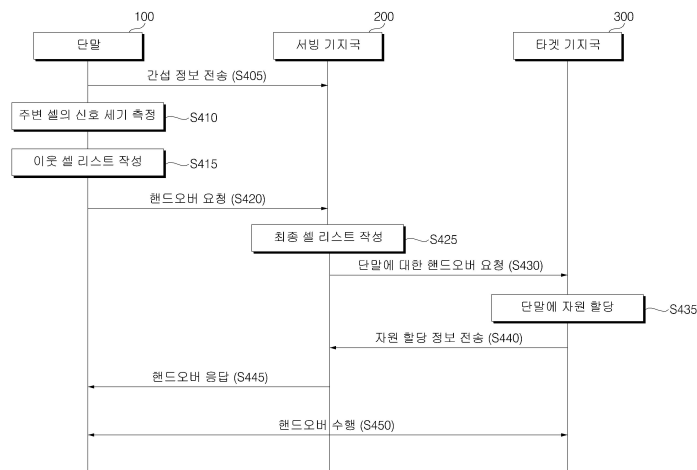 100
200
300
단말
서빙 기지국
타겟 기지국
간섭 정보 전송 (S405)
주변 셀의 신호 세기 측정
S410
이웃 셀 리스트 작성
S415
핸드오버 요청 (S420)
최종 셀 리스트 작성
S425
단말에 대한 핸드오버 요청 (S430)
단말에 자원 할당
S435
자원 할당 정보 전송 (S440)
핸드오버 응답 (S445)
핸드오버 수행 (S450)